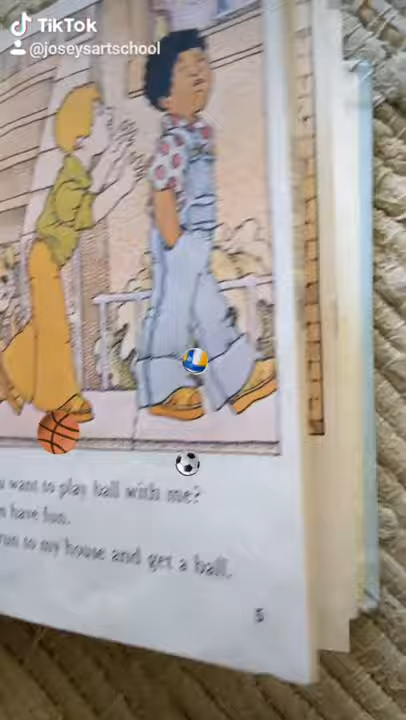 TikTok
@joseysartschool
u want to play ball with me?
have fun.
run to my house and get a ball.
5